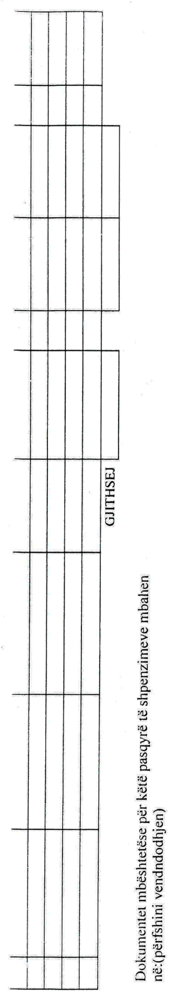 GJITHSEJ
Dokumentet mbështetëse për këtë pasqyrë të shpenzimeve mbahen
në:(përfshini vendndodhjen)